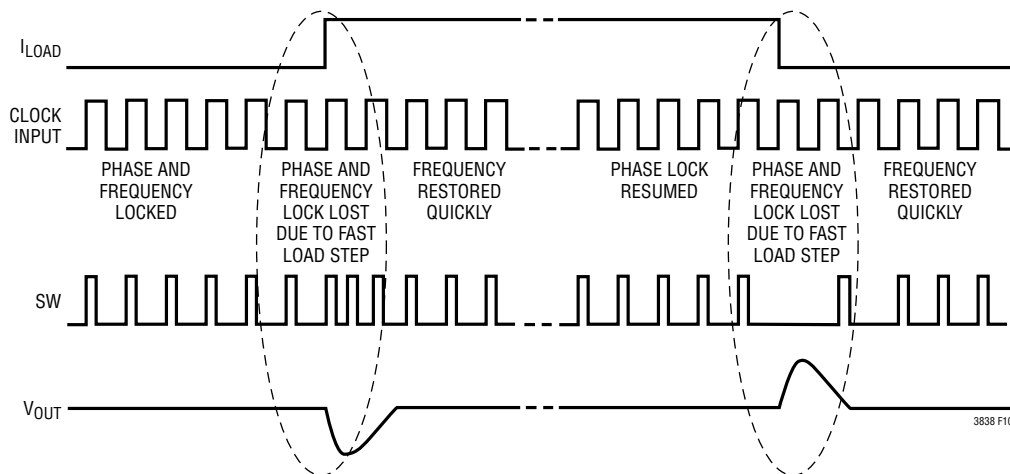 ILOAD
CLOCK
INPUT
PHASE AND
FREQUENCY
LOCKED
PHASE AND
FREQUENCY
LOCK LOST
DUE TO FAST
LOAD STEP
FREQUENCY
RESTORED
QUICKLY
PHASE LOCK
RESUMED
PHASE AND
FREQUENCY
LOCK LOST
DUE TO FAST
LOAD STEP
FREQUENCY
RESTORED
QUICKLY
SW
VOUT
3838 F10